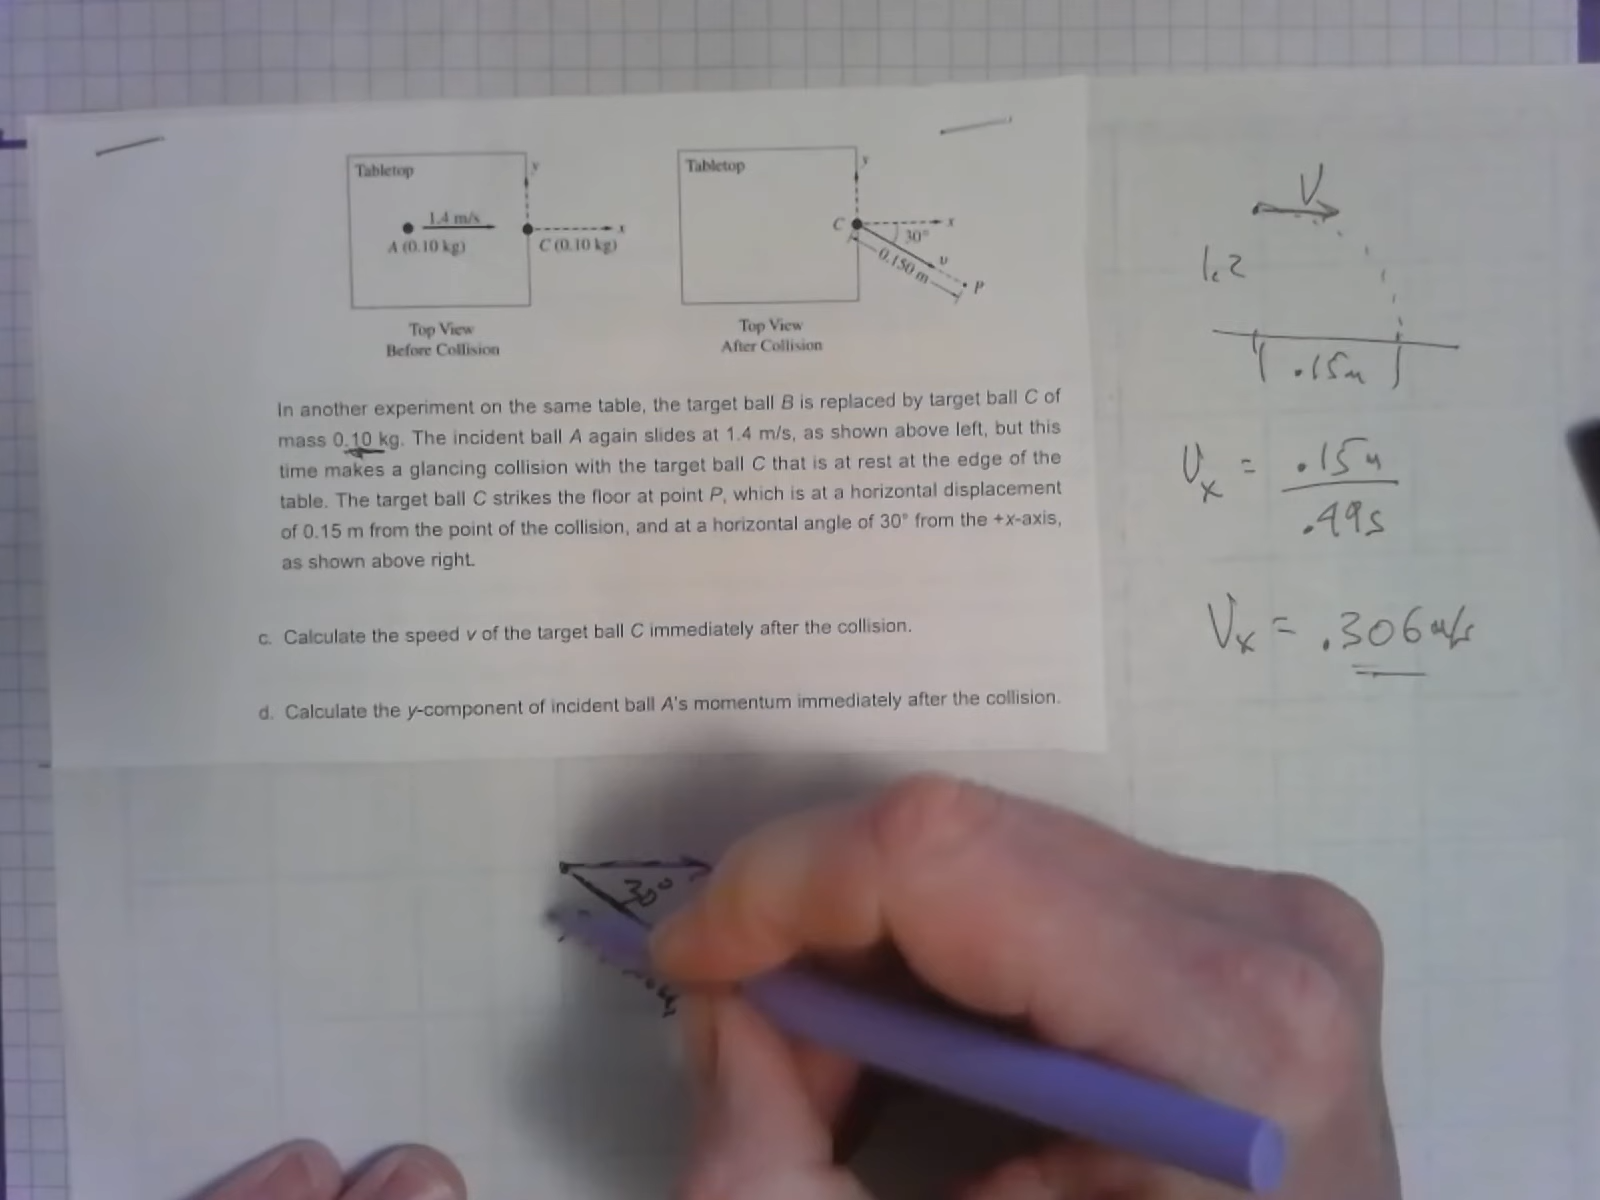 Tabletop
y
1.4 m/s
x
A (0.10 kg)
C (0.10 kg)
Top View
Before Collision
Tabletop
y
C
x
30°
υ
0.150 m
P
Top View
After Collision
In another experiment on the same table, the target ball B is replaced by target ball C of
mass 0.10 kg. The incident ball A again slides at 1.4 m/s, as shown above left, but this
time makes a glancing collision with the target ball C that is at rest at the edge of the
table. The target ball C strikes the floor at point P, which is at a horizontal displacement
of 0.15 m from the point of the collision, and at a horizontal angle of 30° from the +x-axis,
as shown above right.
c. Calculate the speed v of the target ball C immediately after the collision.
d. Calculate the y-component of incident ball A's momentum immediately after the collision.
V
1.2
.15m
Vx = .15m
.49s
Vx = .306 m/s
30°